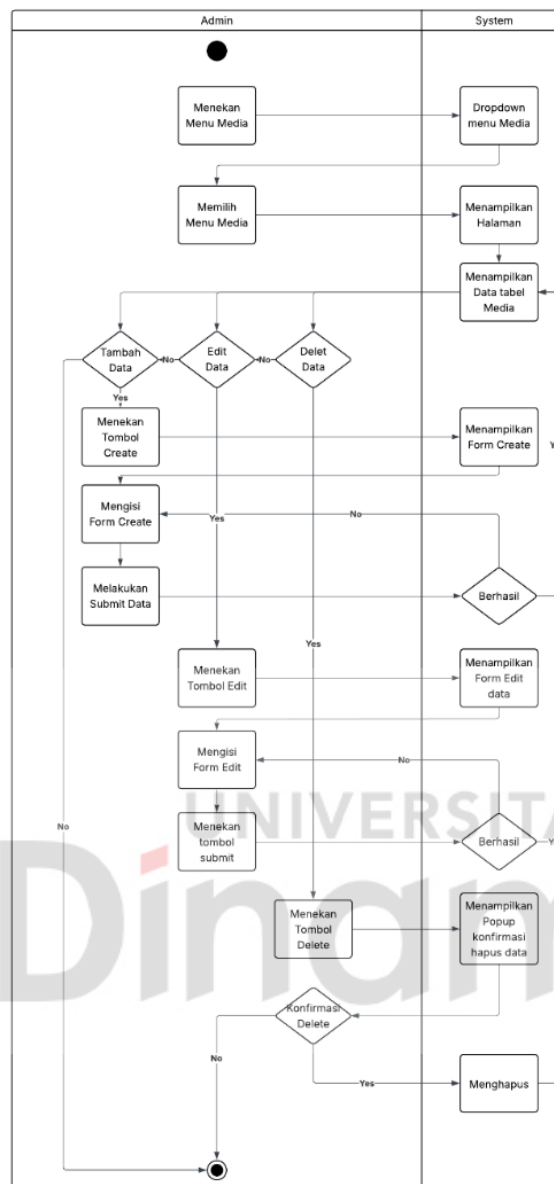 Admin
System
Menekan
Menu Media
Dropdown
menu Media
Memilih
Menu Media
Menampilkan
Halaman
Menampilkan
Data tabel
Media
Tambah
Data
No
Edit
Data
No
Delet
Data
Yes
Menekan
Tombol
Create
Menampilkan
Form Create
Y
Mengisi
Form Create
Yes
No
Melakukan
Submit Data
Berhasil
Yes
Menekan
Tombol Edit
Menampilkan
Form Edit
data
Mengisi
Form Edit
No
UNIVERSITA
No
Menekan
tombol
submit
Berhasil
Y
Dinam
Menekan
Tombol
Delete
Menampilkan
Popup
konfirmasi
hapus data
Konfirmasi
Delete
No
Yes
Menghapus